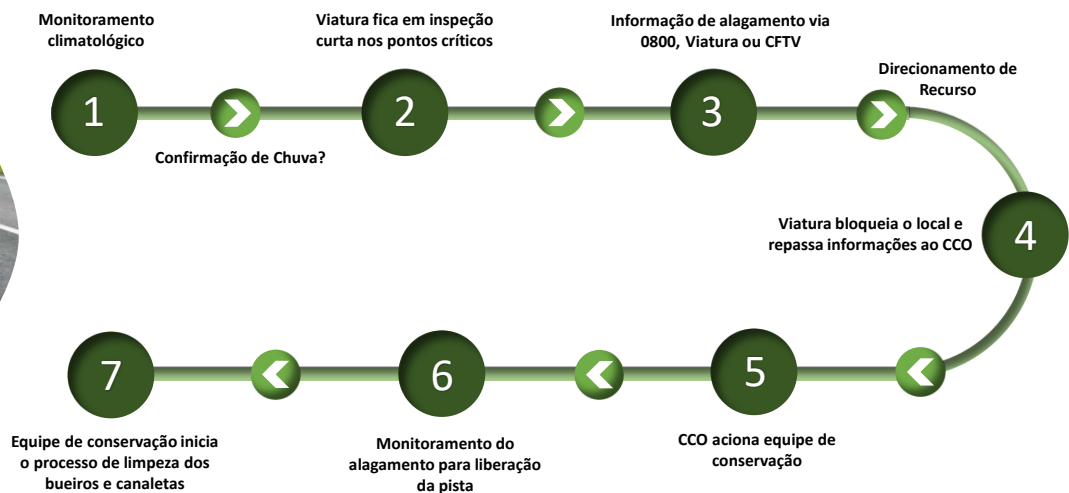 Monitoramento
climatológico
Viatura fica em inspeção
curta nos pontos críticos
Informação de alagamento via
0800, Viatura ou CFTV
Direcionamento de
Recurso
1
2
3
Confirmação de Chuva?
Viatura bloqueia o local e
repassa informações ao CCO
4
5
CCO aciona equipe de
conservação
6
Monitoramento do
alagamento para liberação
da pista
7
Equipe de conservação inicia
o processo de limpeza dos
bueiros e canaletas